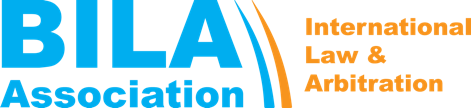 BILA
Association
International
Law &
Arbitration